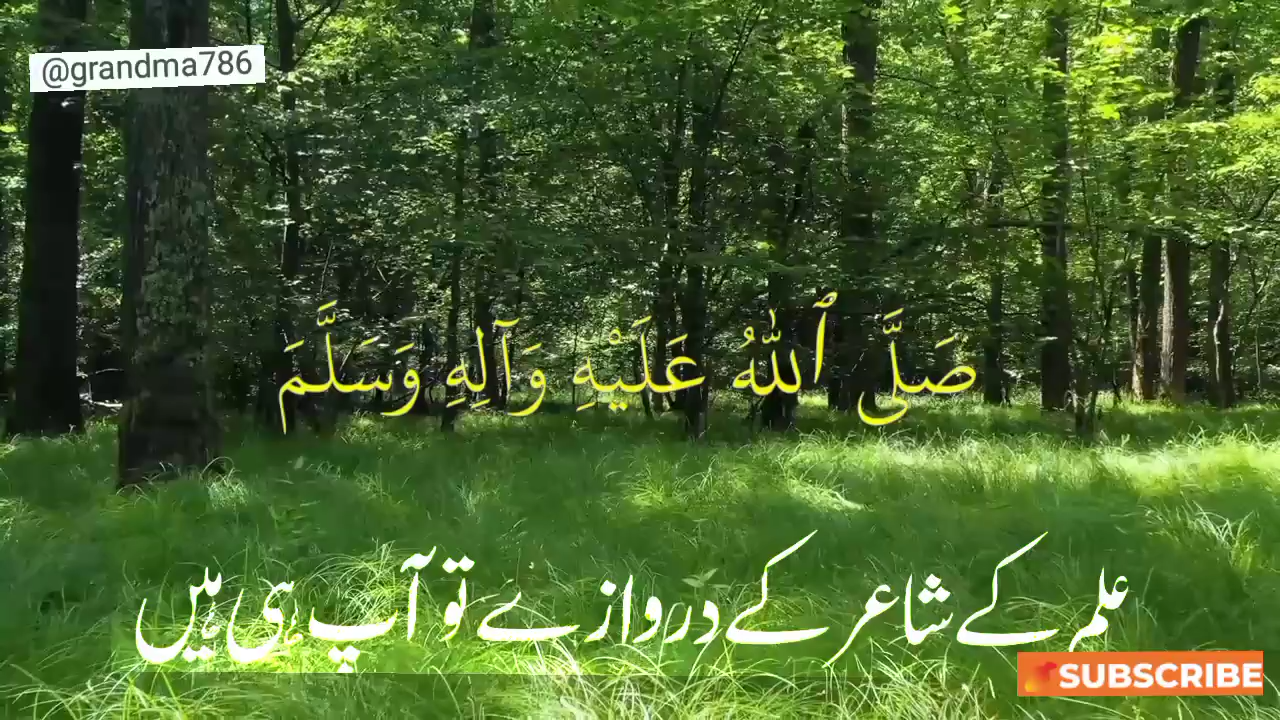 @grandma786
صَلَّى ٱللّٰهُ عَلَيْهِ وَآلِهِ وَسَلَّمَ
علم کے شاعر کے دروازے تو آپ ہی ہیں
SUBSCRIBE